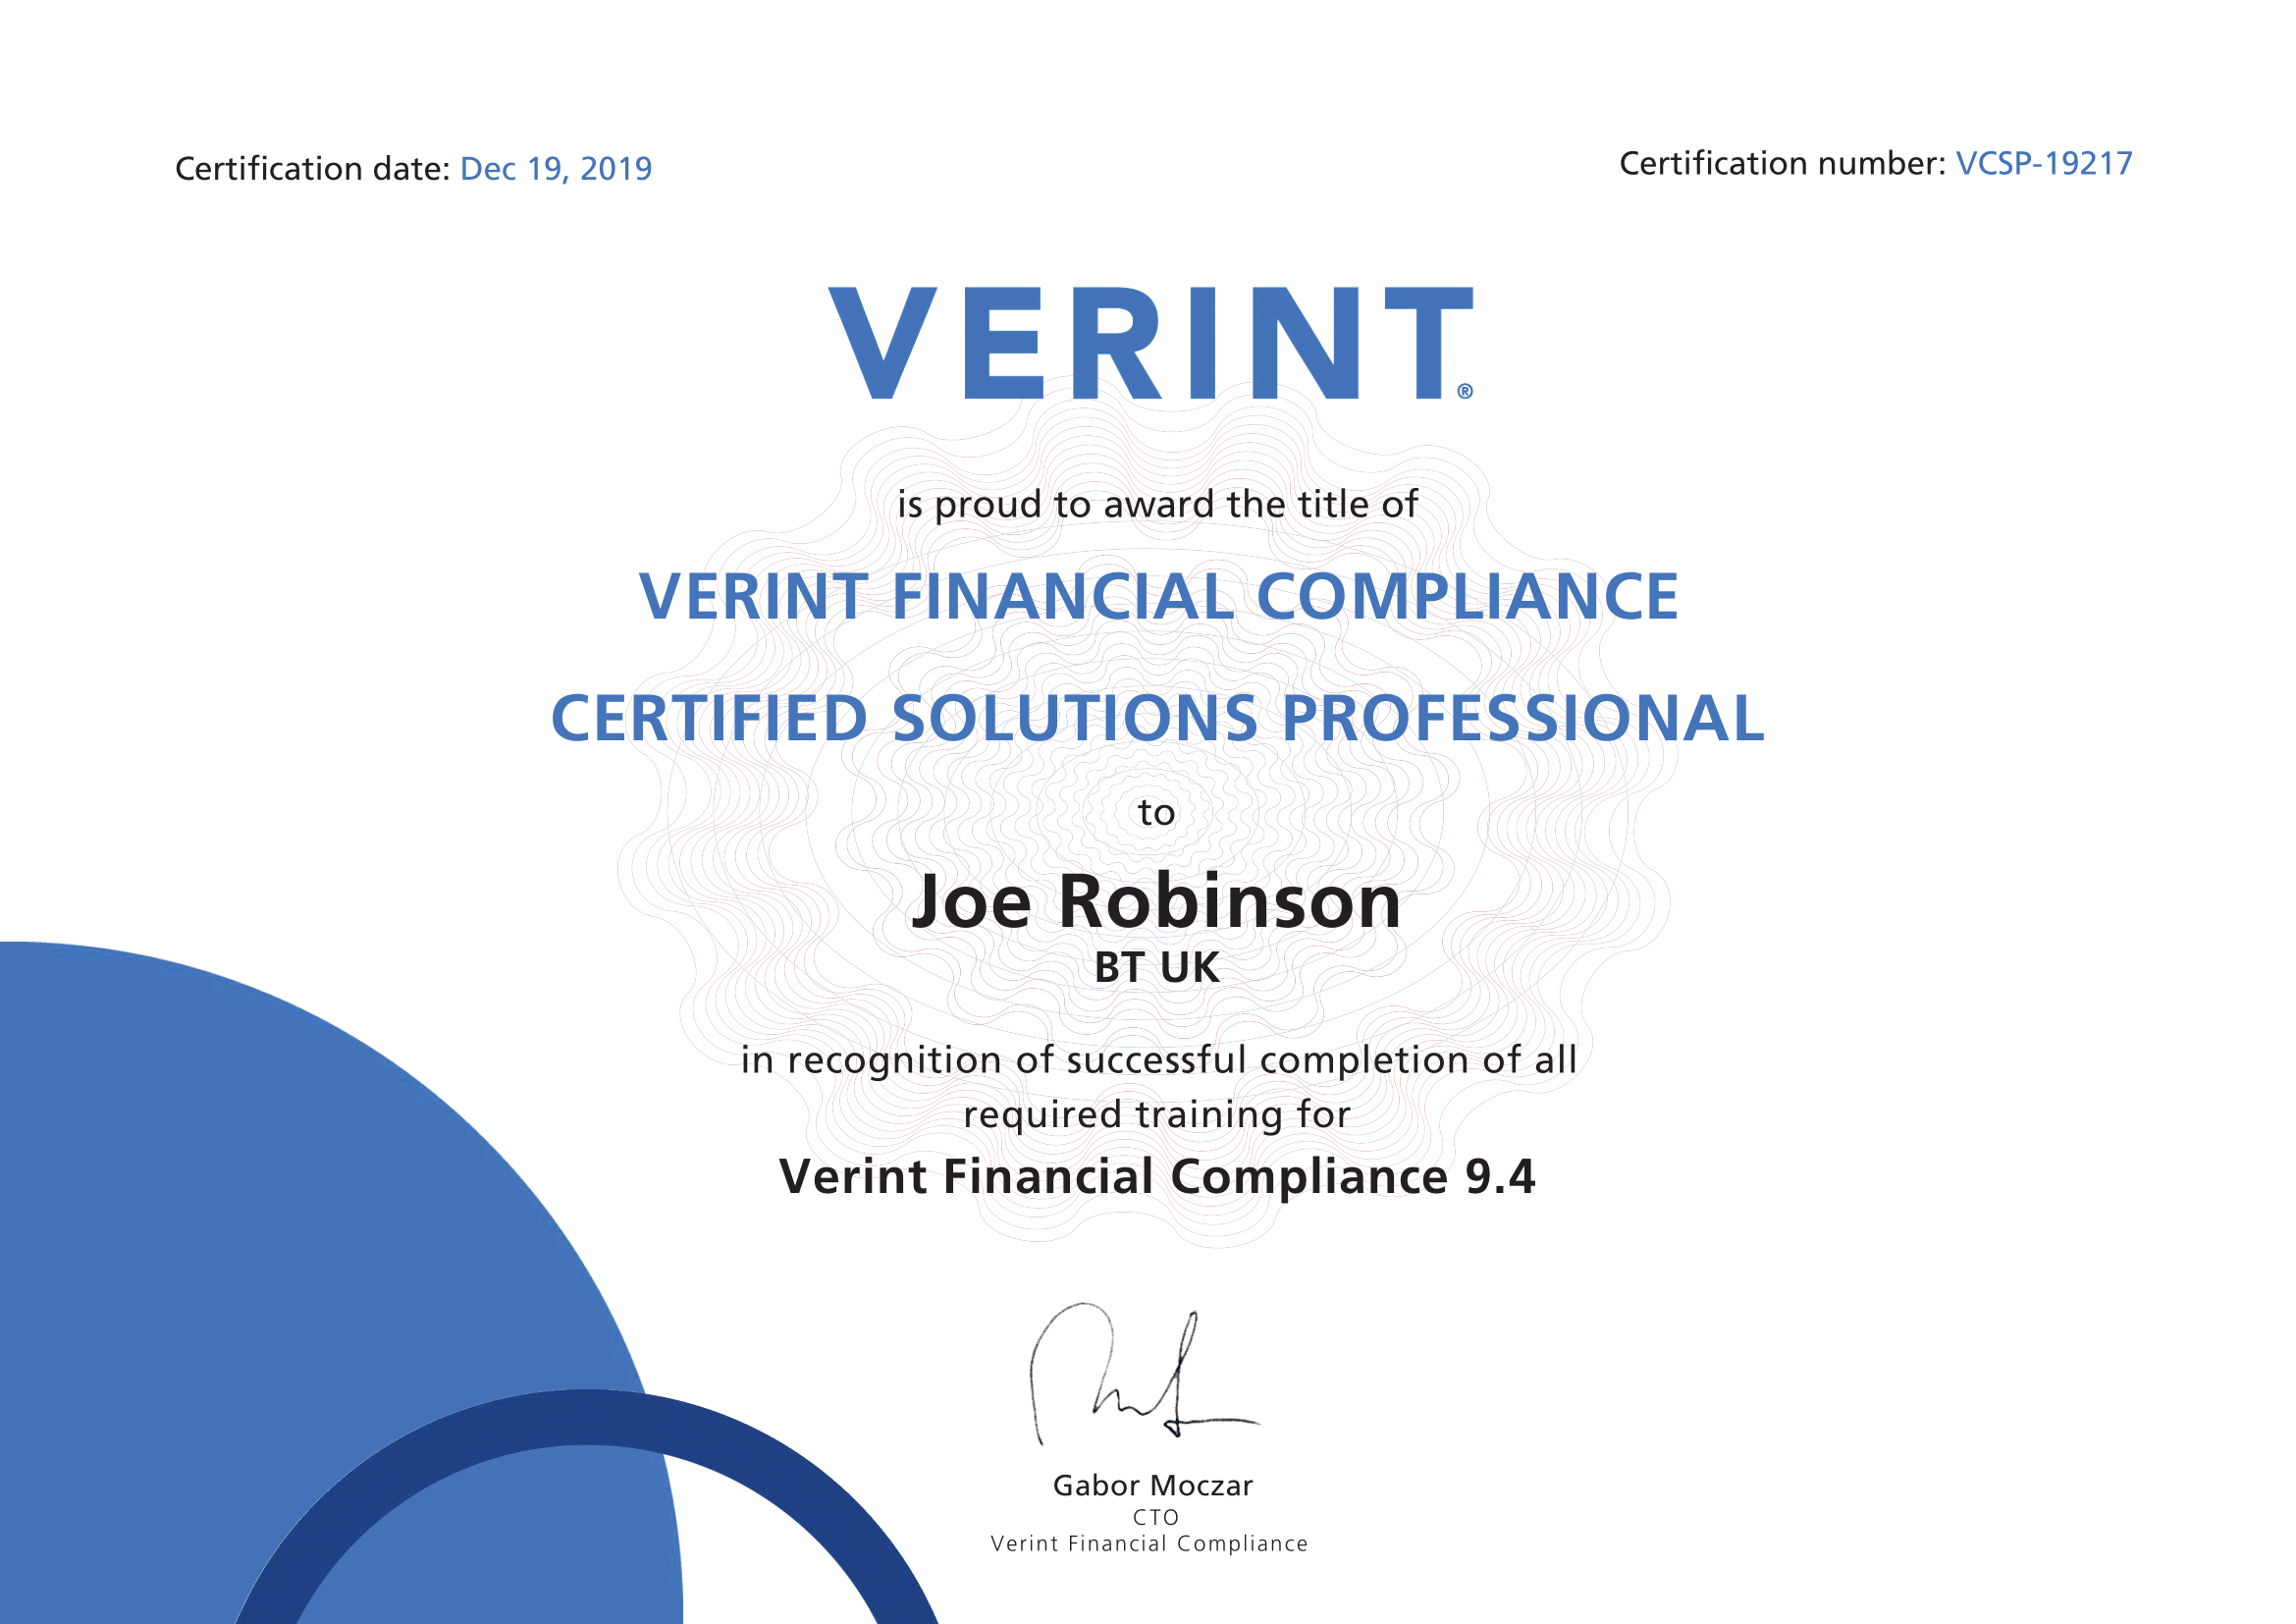 Certification date: Dec 19, 2019
Certification number: VCSP-19217
VERINT®
is proud to award the title of
VERINT FINANCIAL COMPLIANCE
CERTIFIED SOLUTIONS PROFESSIONAL
to
Joe Robinson
BT UK
in recognition of successful completion of all
required training for
Verint Financial Compliance 9.4
Gabor Moczar
CTO
Verint Financial Compliance